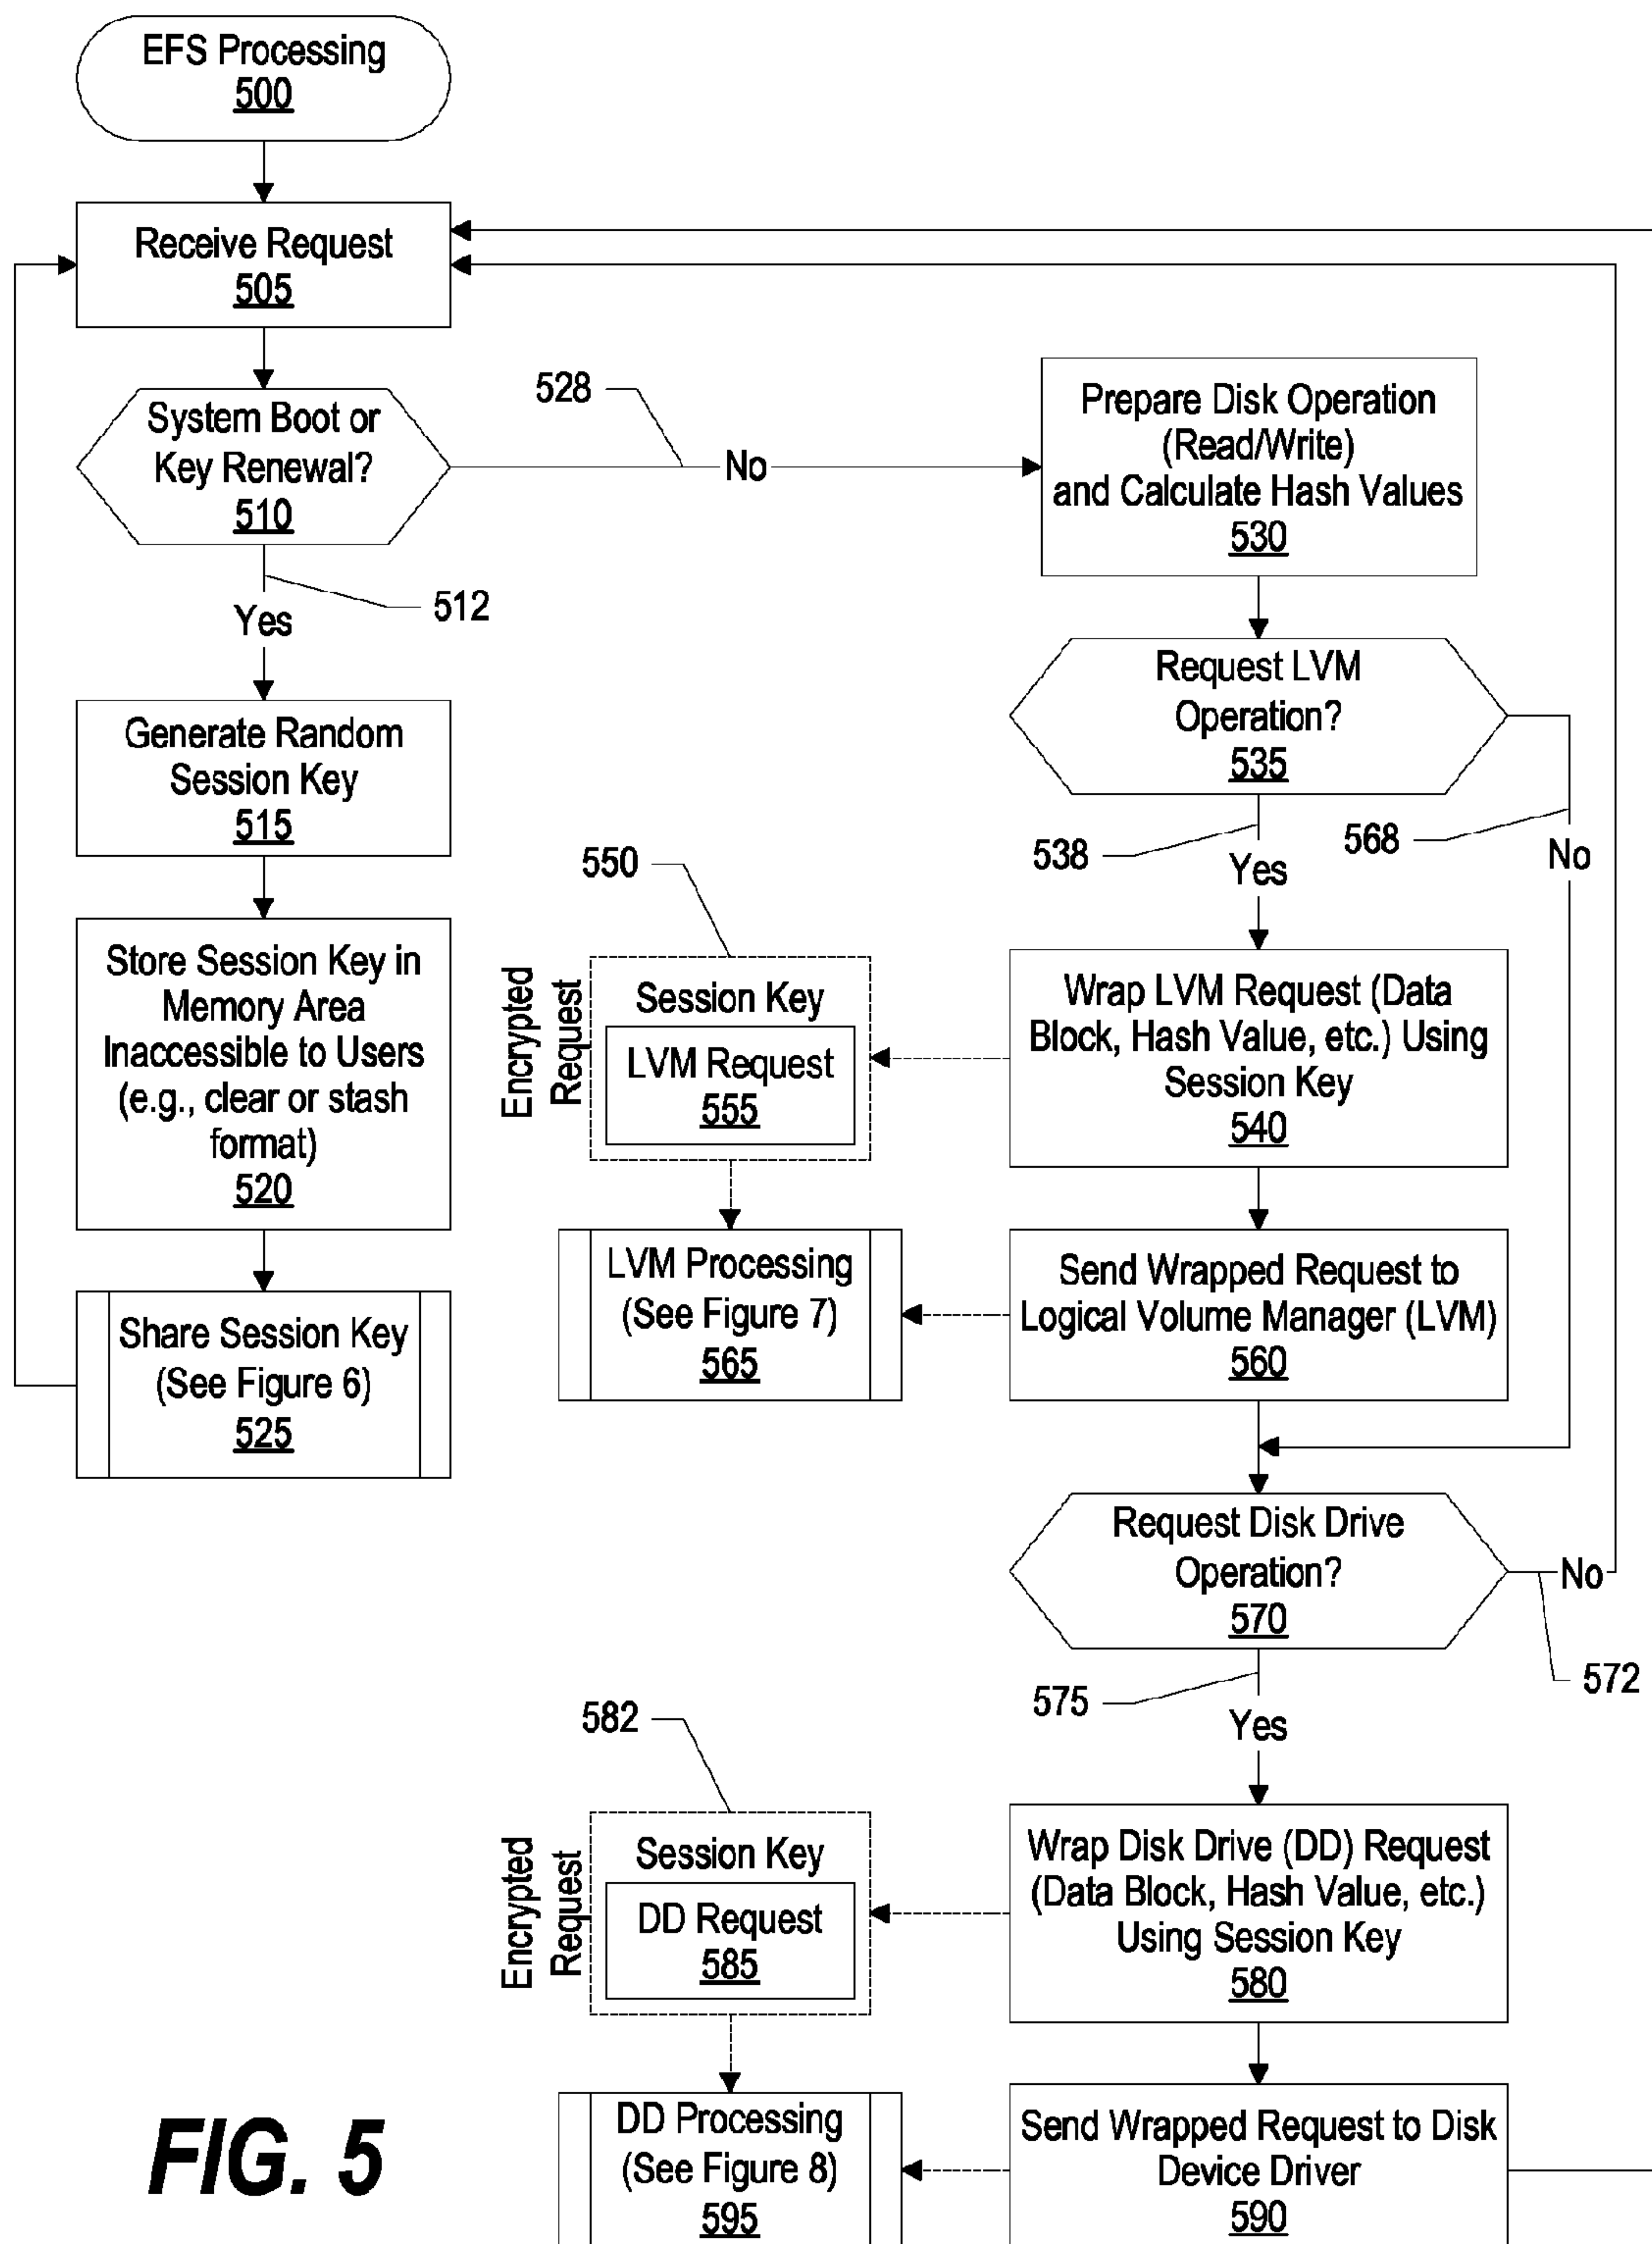 EFS Processing
500
Receive Request
505
System Boot or
Key Renewal?
510
512
Yes
Generate Random
Session Key
515
Store Session Key in
Memory Area
Inaccessible to Users
(e.g., clear or stash
format)
520
Share Session Key
(See Figure 6)
525
528
No
Prepare Disk Operation
(Read/Write)
and Calculate Hash Values
530
Request LVM
Operation?
535
538
Yes
568
No
Wrap LVM Request (Data
Block, Hash Value, etc.) Using
Session Key
540
550
Encrypted
Request
Session Key
LVM Request
555
LVM Processing
(See Figure 7)
565
Send Wrapped Request to
Logical Volume Manager (LVM)
560
Request Disk Drive
Operation?
570
No
572
575
Yes
Wrap Disk Drive (DD) Request
(Data Block, Hash Value, etc.)
Using Session Key
580
582
Encrypted
Request
Session Key
DD Request
585
DD Processing
(See Figure 8)
595
Send Wrapped Request to Disk
Device Driver
590
FIG. 5